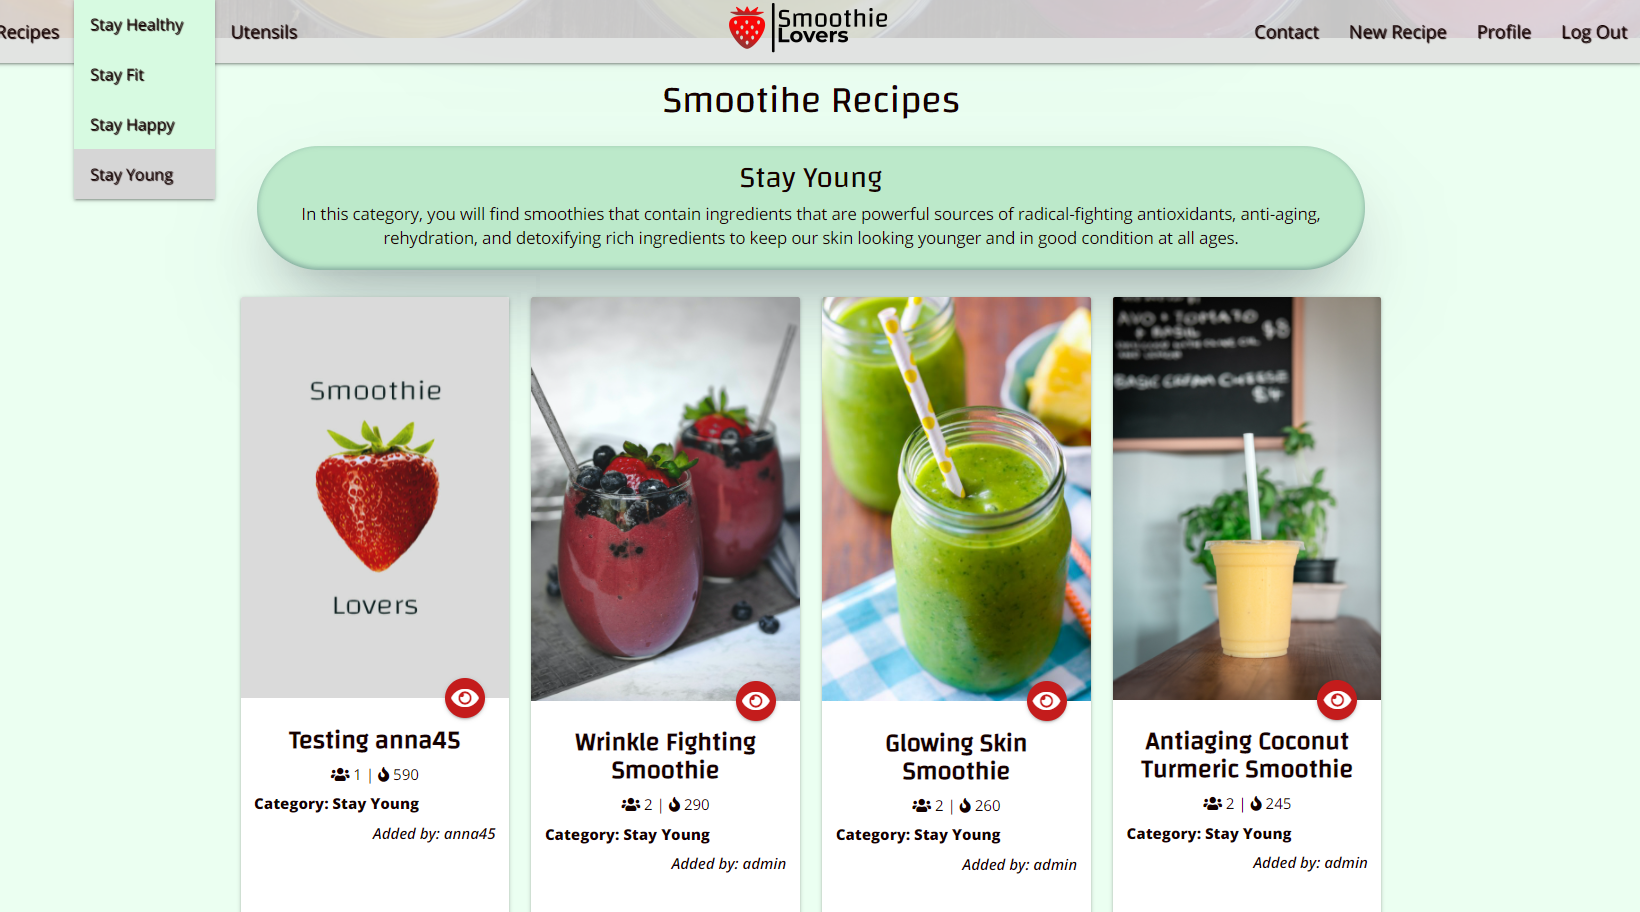 Recipes
Stay Healthy
Stay Fit
Stay Happy
Stay Young
Utensils
Smoothie
Lovers
Contact
New Recipe
Profile
Log Out
Smootihe Recipes
Stay Young
In this category, you will find smoothies that contain ingredients that are powerful sources of radical-fighting antioxidants, anti-aging,
rehydration, and detoxifying rich ingredients to keep our skin looking younger and in good condition at all ages.
Smoothie
Lovers
Testing anna45
1 | 590
Category: Stay Young
Added by: anna45
Wrinkle Fighting
Smoothie
2 | 290
Category: Stay Young
Added by: admin
Glowing Skin
Smoothie
2 | 260
Category: Stay Young
Added by: admin
AVO + TOMATO
+ BASIL $8
BASIC CREAM CHEESE
$4
Antiaging Coconut
Turmeric Smoothie
2 | 245
Category: Stay Young
Added by: admin